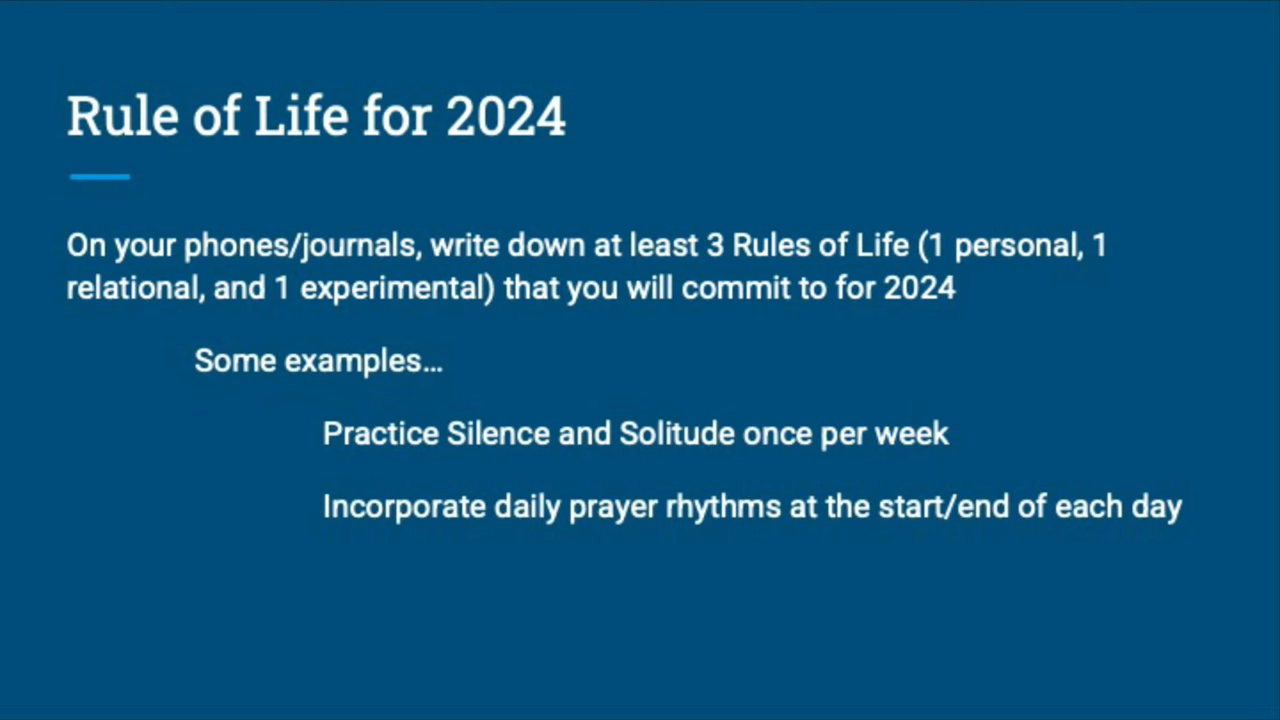 Rule of Life for 2024
On your phones/journals, write down at least 3 Rules of Life (1 personal, 1
relational, and 1 experimental) that you will commit to for 2024
Some examples…
Practice Silence and Solitude once per week
Incorporate daily prayer rhythms at the start/end of each day